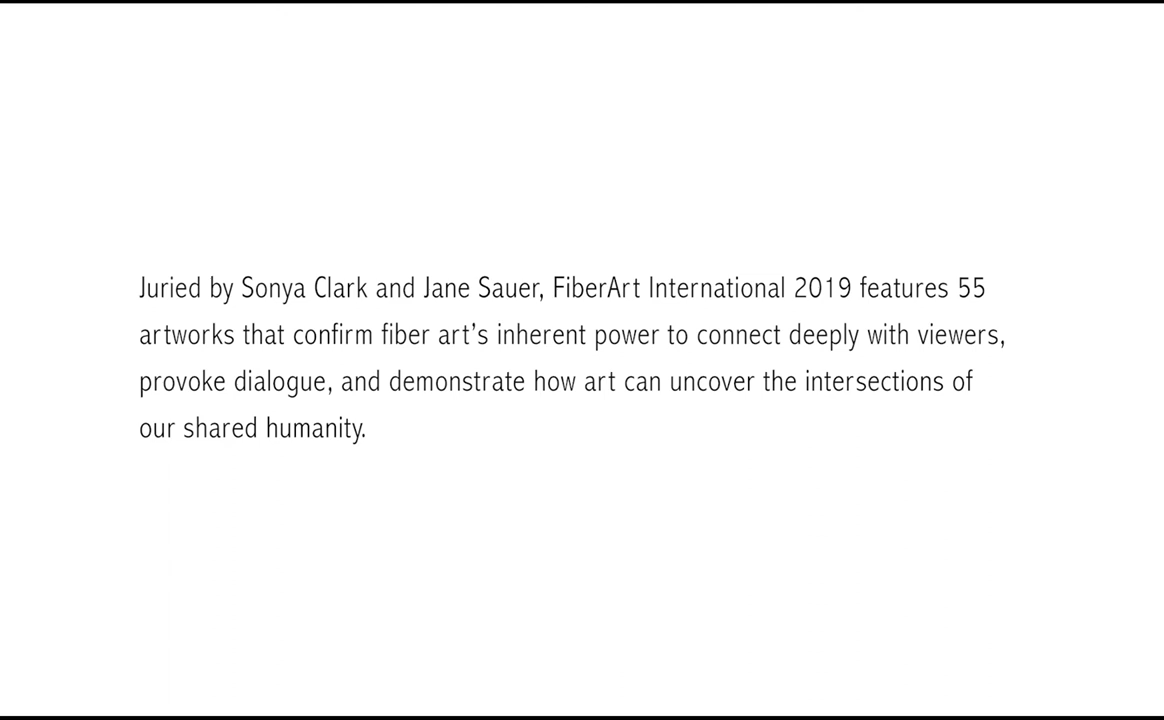 Juried by Sonya Clark and Jane Sauer, FiberArt International 2019 features 55
artworks that confirm fiber art’s inherent power to connect deeply with viewers,
provoke dialogue, and demonstrate how art can uncover the intersections of
our shared humanity.